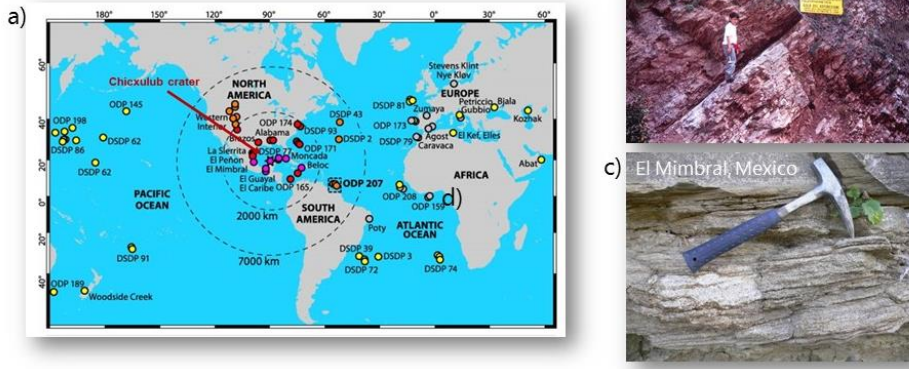 a)
60°
40°
20°
0°
20°
40°
Chicxulub crater
NORTH
AMERICA
ODP 145
ODP 198
DSDP 62
DSDP 86
DSDP 62
Western
Interior
Brazos
ODP 174
Alabama
DSDP 93
DSDP 43
DSDP 2
La Sierrita
DSDP 77
ODP 171
El Peñon
Moncada
El Mimbral
Beloc
El Guayal
El Caribe
ODP 165
ODP 207
PACIFIC
OCEAN
2000 km
7000 km
SOUTH
AMERICA
DSDP 91
ODP 189
Woodside Creek
Stevens Klint
Nye Kløv
EUROPE
DSDP 81
Zumaya
Petriccio
Bjala
Gubbio
ODP 173
Kozhak
Agost
El Kef, Elles
DSDP 79
Caravaca
Abat
AFRICA
ODP 208
d)
ODP 159
Poty
ATLANTIC
OCEAN
DSDP 39
DSDP 3
DSDP 72
DSDP 74
180°
150°
120°
90°
60°
30°
0°
30°
60°
c)
El Mimbral, Mexico